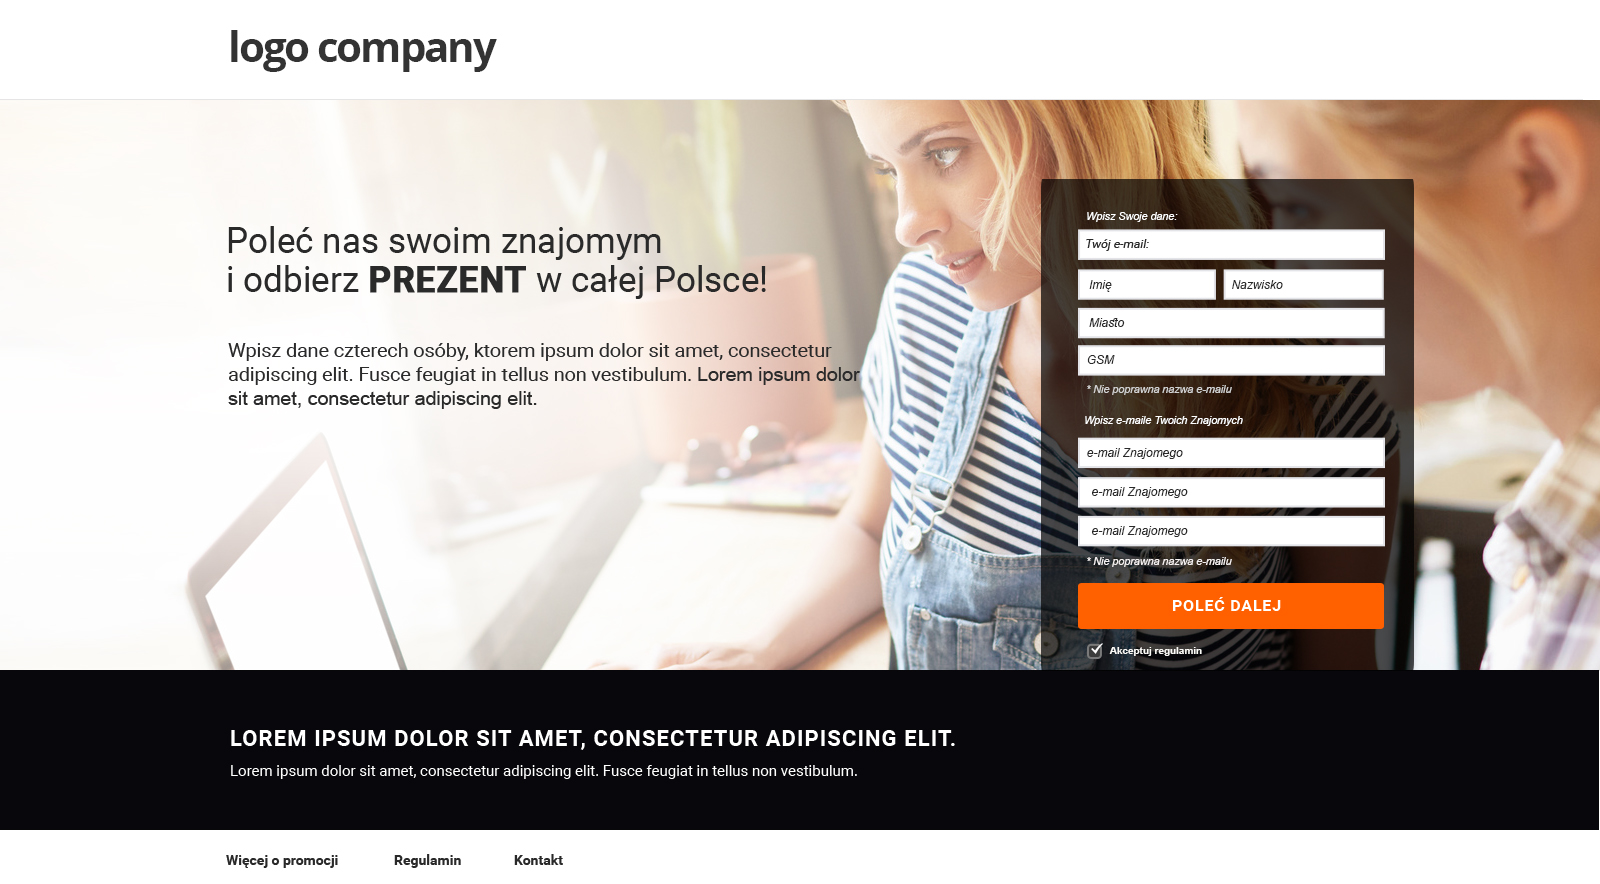 logo company
Poleć nas swoim znajomym
i odbierz PREZENT w całej Polsce!
Wpisz dane czterech osóby, ktorem ipsum dolor sit amet, consectetur
adipiscing elit. Fusce feugiat in tellus non vestibulum. Lorem ipsum dolor
sit amet, consectetur adipiscing elit.
Wpisz Swoje dane:
Twój e-mail:
Imię Nazwisko
Miasto
GSM
* Nie poprawna nazwa e-mailu
Wpisz e-maile Twoich Znajomych
e-mail Znajomego
e-mail Znajomego
e-mail Znajomego
* Nie poprawna nazwa e-mailu
POLEĆ DALEJ
Akceptuj regulamin
LOREM IPSUM DOLOR SIT AMET, CONSECTETUR ADIPISCING ELIT.
Lorem ipsum dolor sit amet, consectetur adipiscing elit. Fusce feugiat in tellus non vestibulum.
Więcej o promocji Regulamin Kontakt